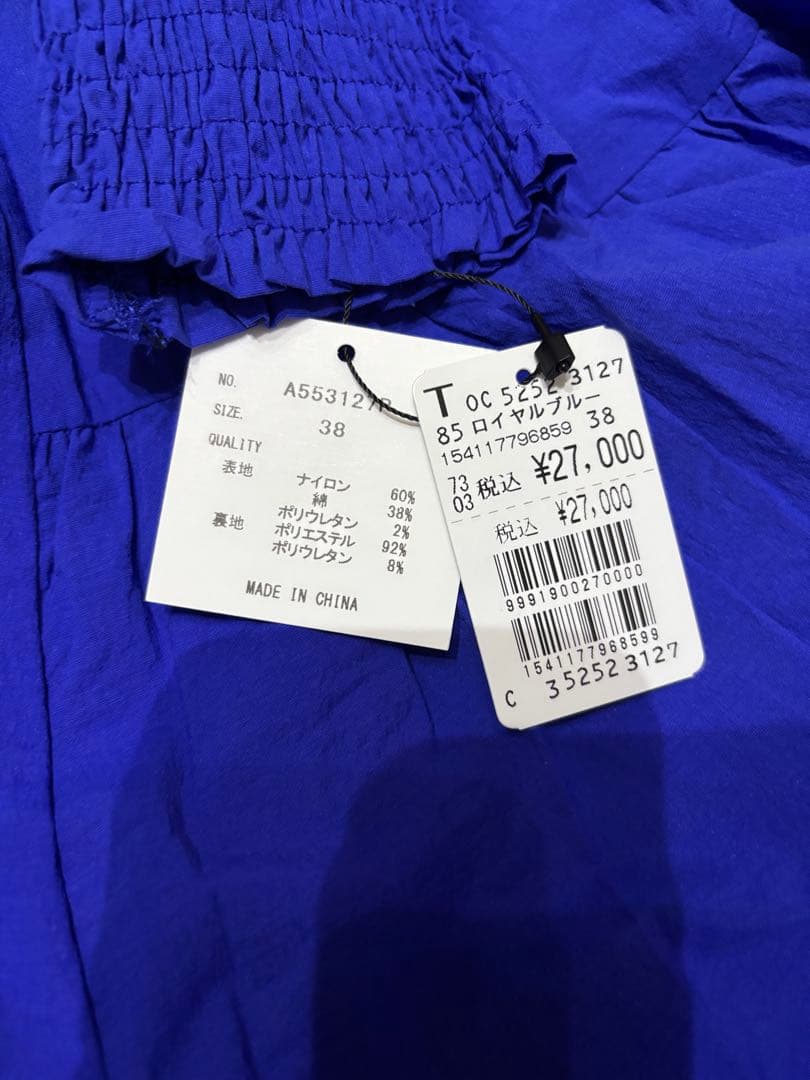 NO. A553127R
SIZE. 38
QUALITY
表地 ナイロン 60%
綿 38%
ポリウレタン 2%
裏地 ポリエステル 92%
ポリウレタン 8%
MADE IN CHINA
T OC 5252 3127
85 ロイヤルブルー
154117796859 38
73
03 税込 ¥27,000
税込 ¥27,000
9991900270000
1541177968599
C 3 5252 3127